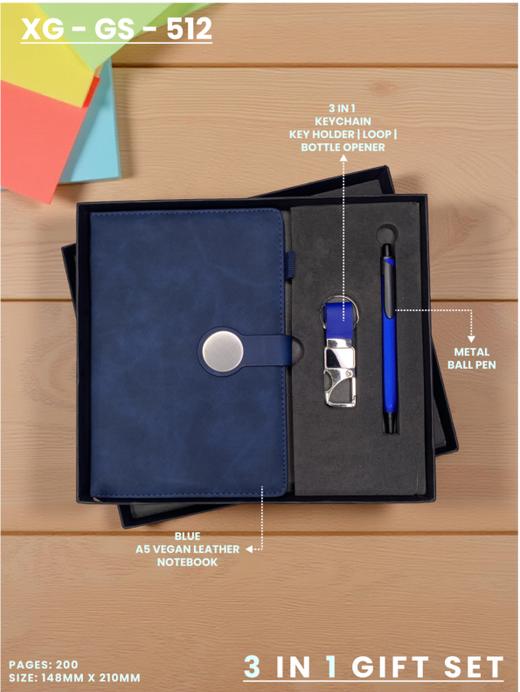 XG - GS - 512
3 IN 1
KEYCHAIN
KEY HOLDER | LOOP |
BOTTLE OPENER
METAL
BALL PEN
BLUE
A5 VEGAN LEATHER
NOTEBOOK
PAGES: 200
SIZE: 148MM X 210MM
3 IN 1 GIFT SET